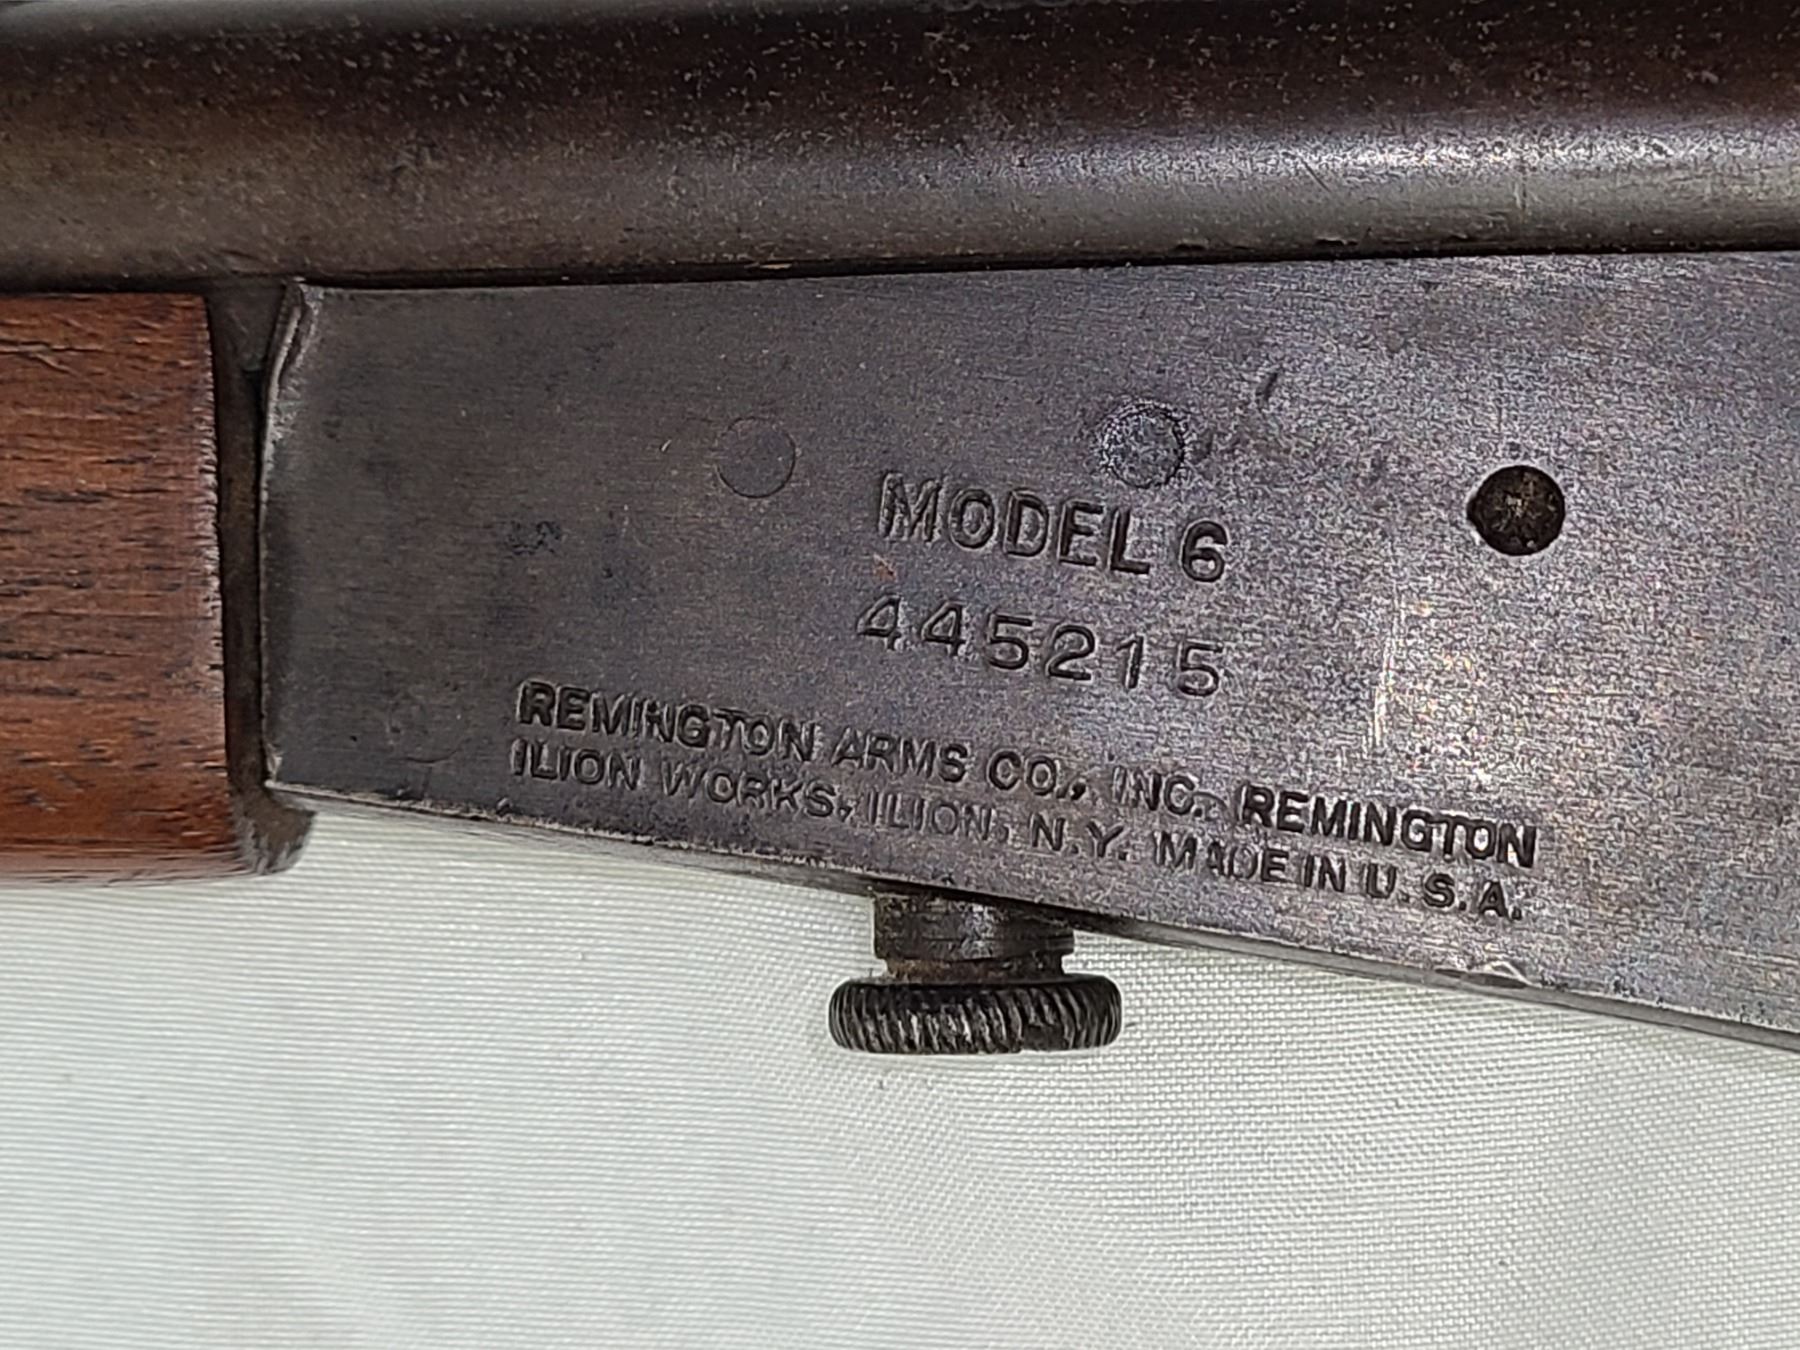 MODEL 6
445215
REMINGTON ARMS CO., INC. REMINGTON
ILION WORKS, ILION, N.Y. MADE IN U.S.A.